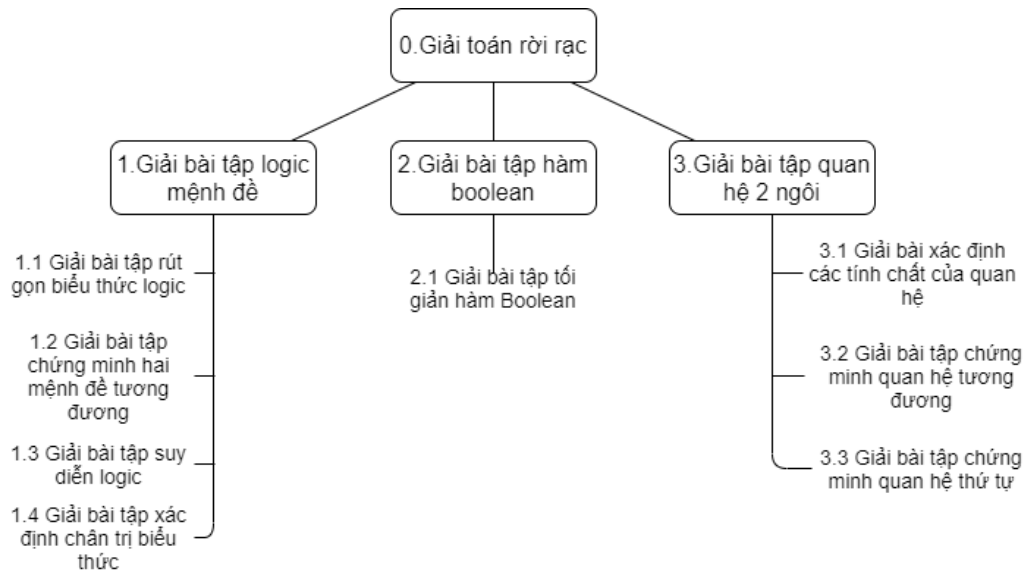 0.Giải toán rời rạc
1.Giải bài tập logic
mệnh đề
2.Giải bài tập hàm
boolean
3.Giải bài tập quan
hệ 2 ngôi
1.1 Giải bài tập rút
gọn biểu thức logic
1.2 Giải bài tập
chứng minh hai
mệnh đề tương
đương
1.3 Giải bài tập suy
diễn logic
1.4 Giải bài tập xác
định chân trị biểu
thức
2.1 Giải bài tập tối
giản hàm Boolean
3.1 Giải bài xác định
các tính chất của quan
hệ
3.2 Giải bài tập chứng
minh quan hệ tương
đương
3.3 Giải bài tập chứng
minh quan hệ thứ tự